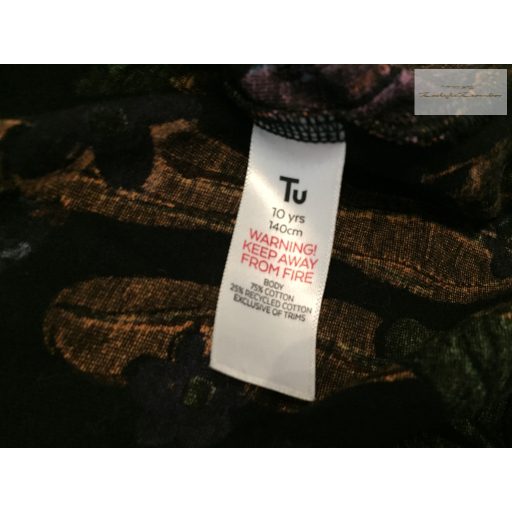 Tu
10 yrs
140cm
WARNING!
KEEP AWAY
FROM FIRE
BODY
75% COTTON
25% RECYCLED COTTON
EXCLUSIVE OF TRIMS